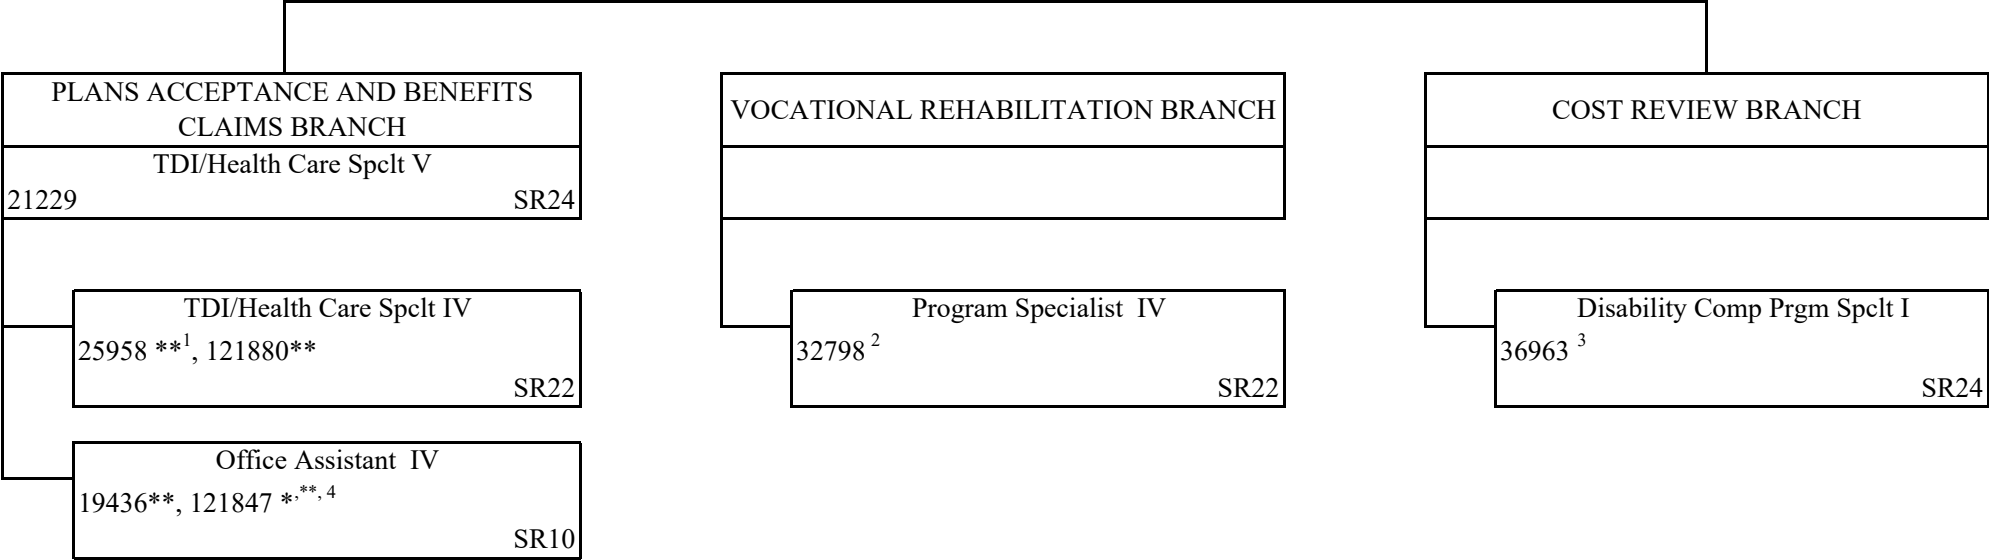 PLANS ACCEPTANCE AND BENEFITS
CLAIMS BRANCH
TDI/Health Care Spclt V
21229 SR24
TDI/Health Care Spclt IV
25958 **1, 121880**
SR22
Office Assistant IV
19436**, 121847 *,**, 4
SR10
VOCATIONAL REHABILITATION BRANCH
Program Specialist IV
32798 2
SR22
COST REVIEW BRANCH
Disability Comp Prgm Spclt I
36963 3
SR24